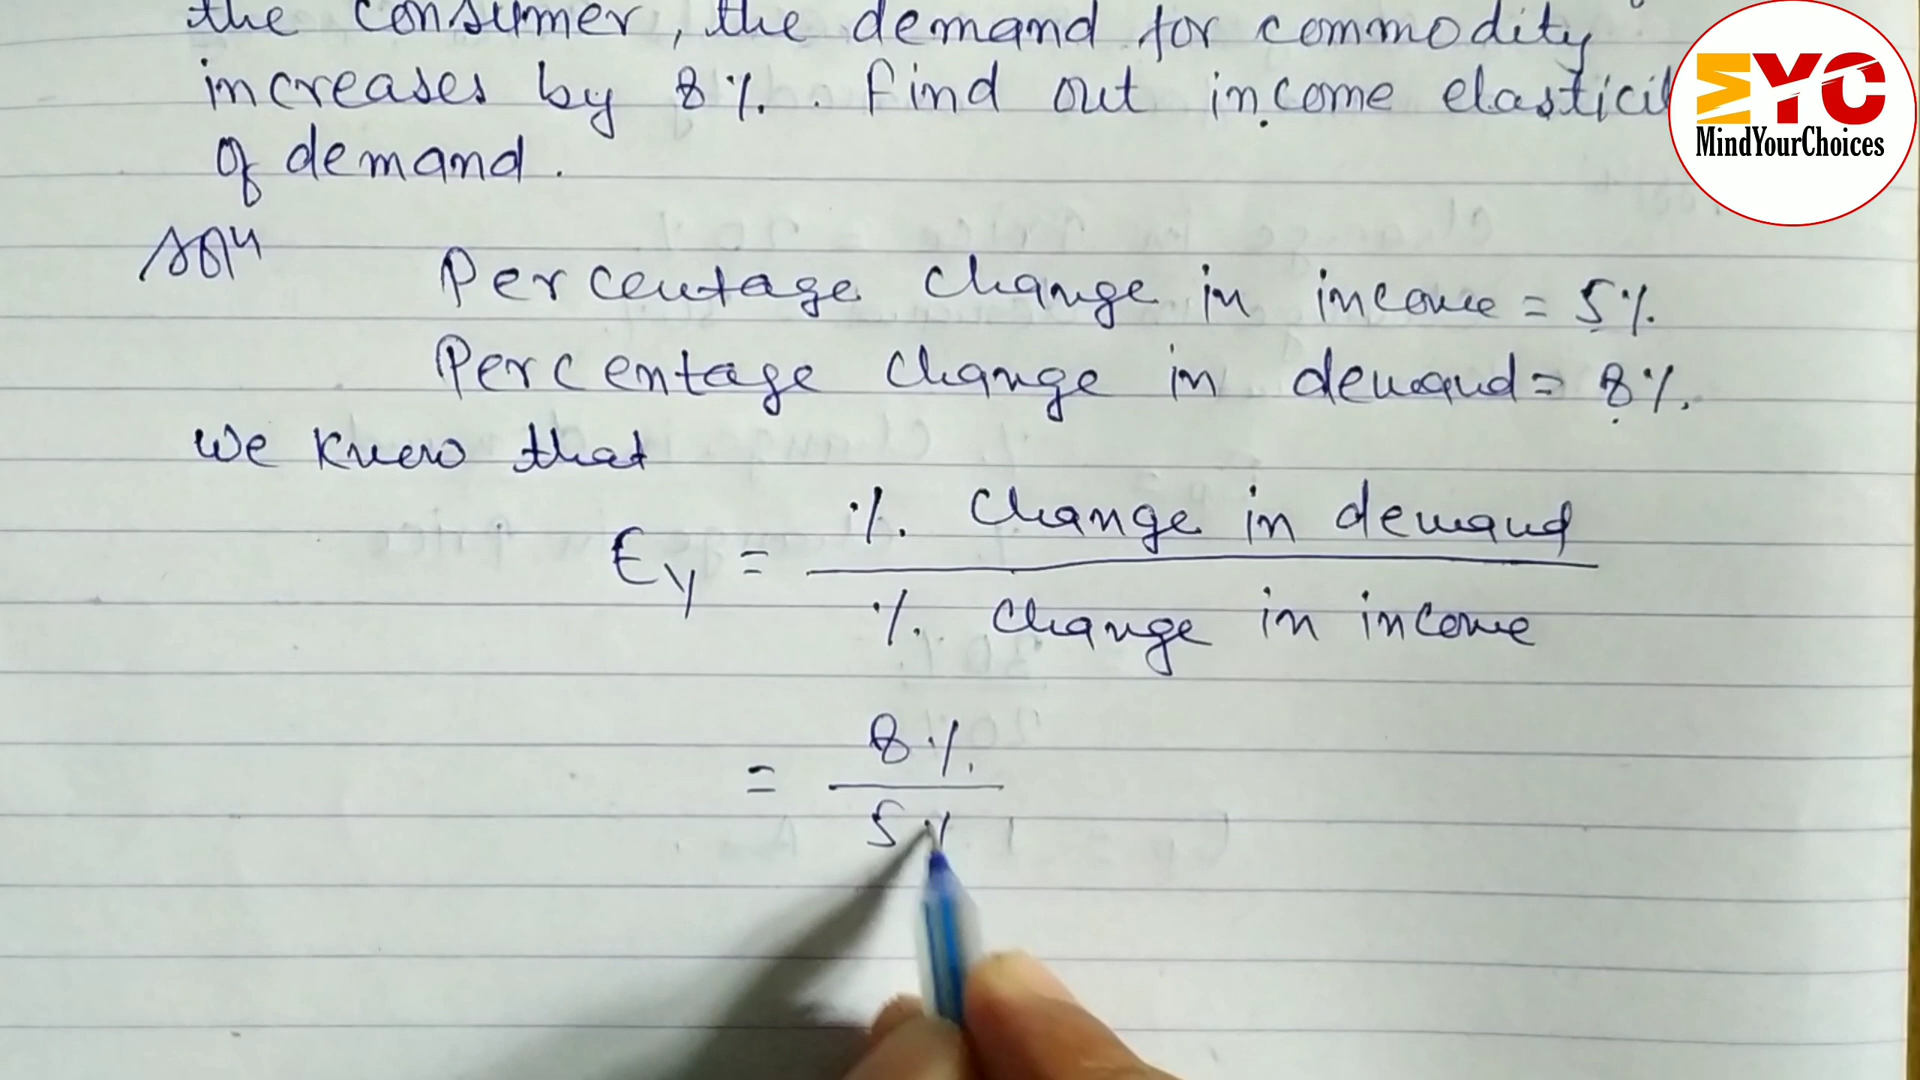 the consumer, the demand for commodity
increases by 8%. find out income elasticit
of demand.
MYC
MindYourChoices
Soln
Percentage change in income = 5%.
Percentage change in demand = 8%.
We know that
Ey = % change in demand
% change in income
= 8%
5%